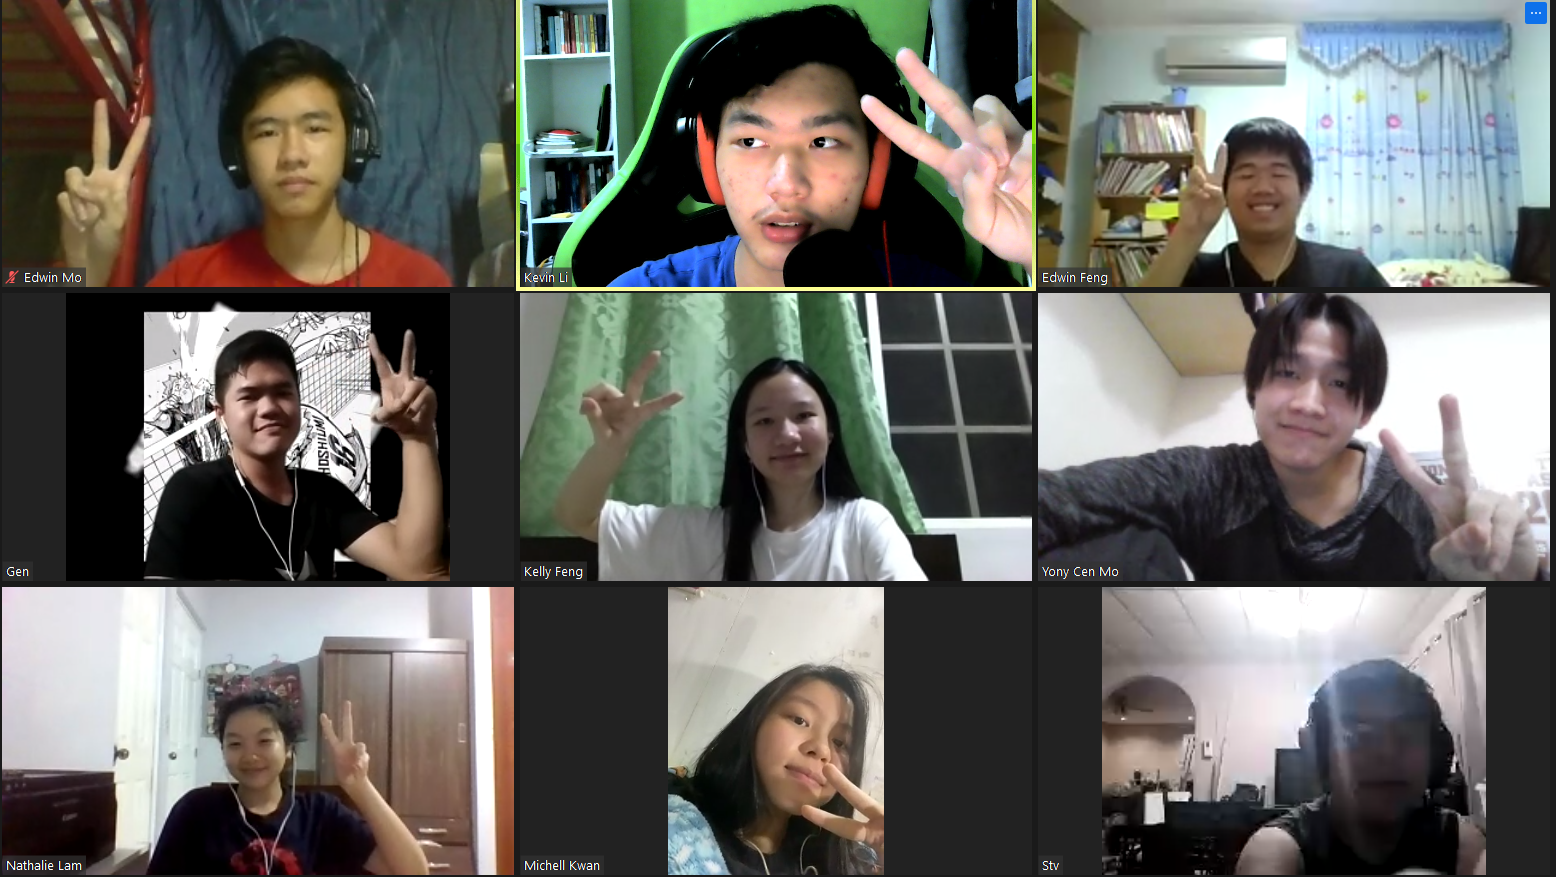 Edwin Mo
Kevin Li
Edwin Feng
Gen
Kelly Feng
Yony Cen Mo
Nathalie Lam
Michell Kwan
Stv